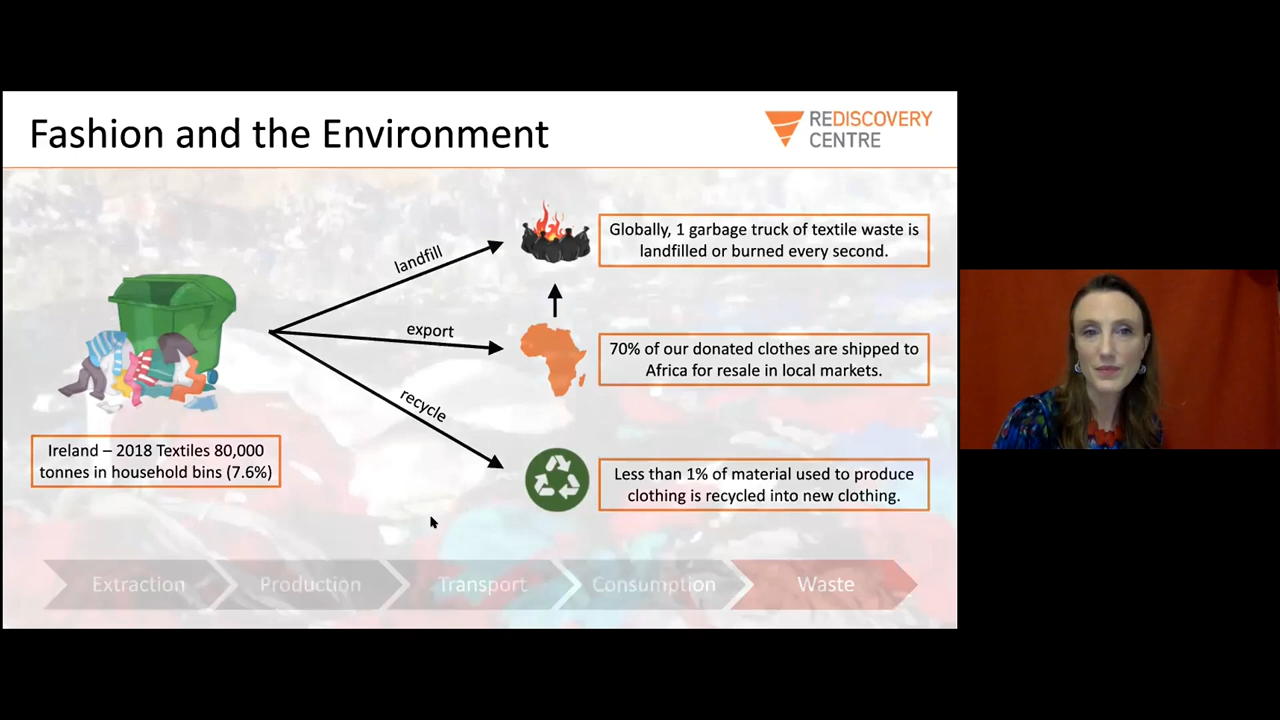 Fashion and the Environment
REDISCOVERY
CENTRE
landfill
Globally, 1 garbage truck of textile waste is
landfilled or burned every second.
export
70% of our donated clothes are shipped to
Africa for resale in local markets.
recycle
Ireland – 2018 Textiles 80,000
tonnes in household bins (7.6%)
Less than 1% of material used to produce
clothing is recycled into new clothing.
Extraction
Production
Transport
Consumption
Waste